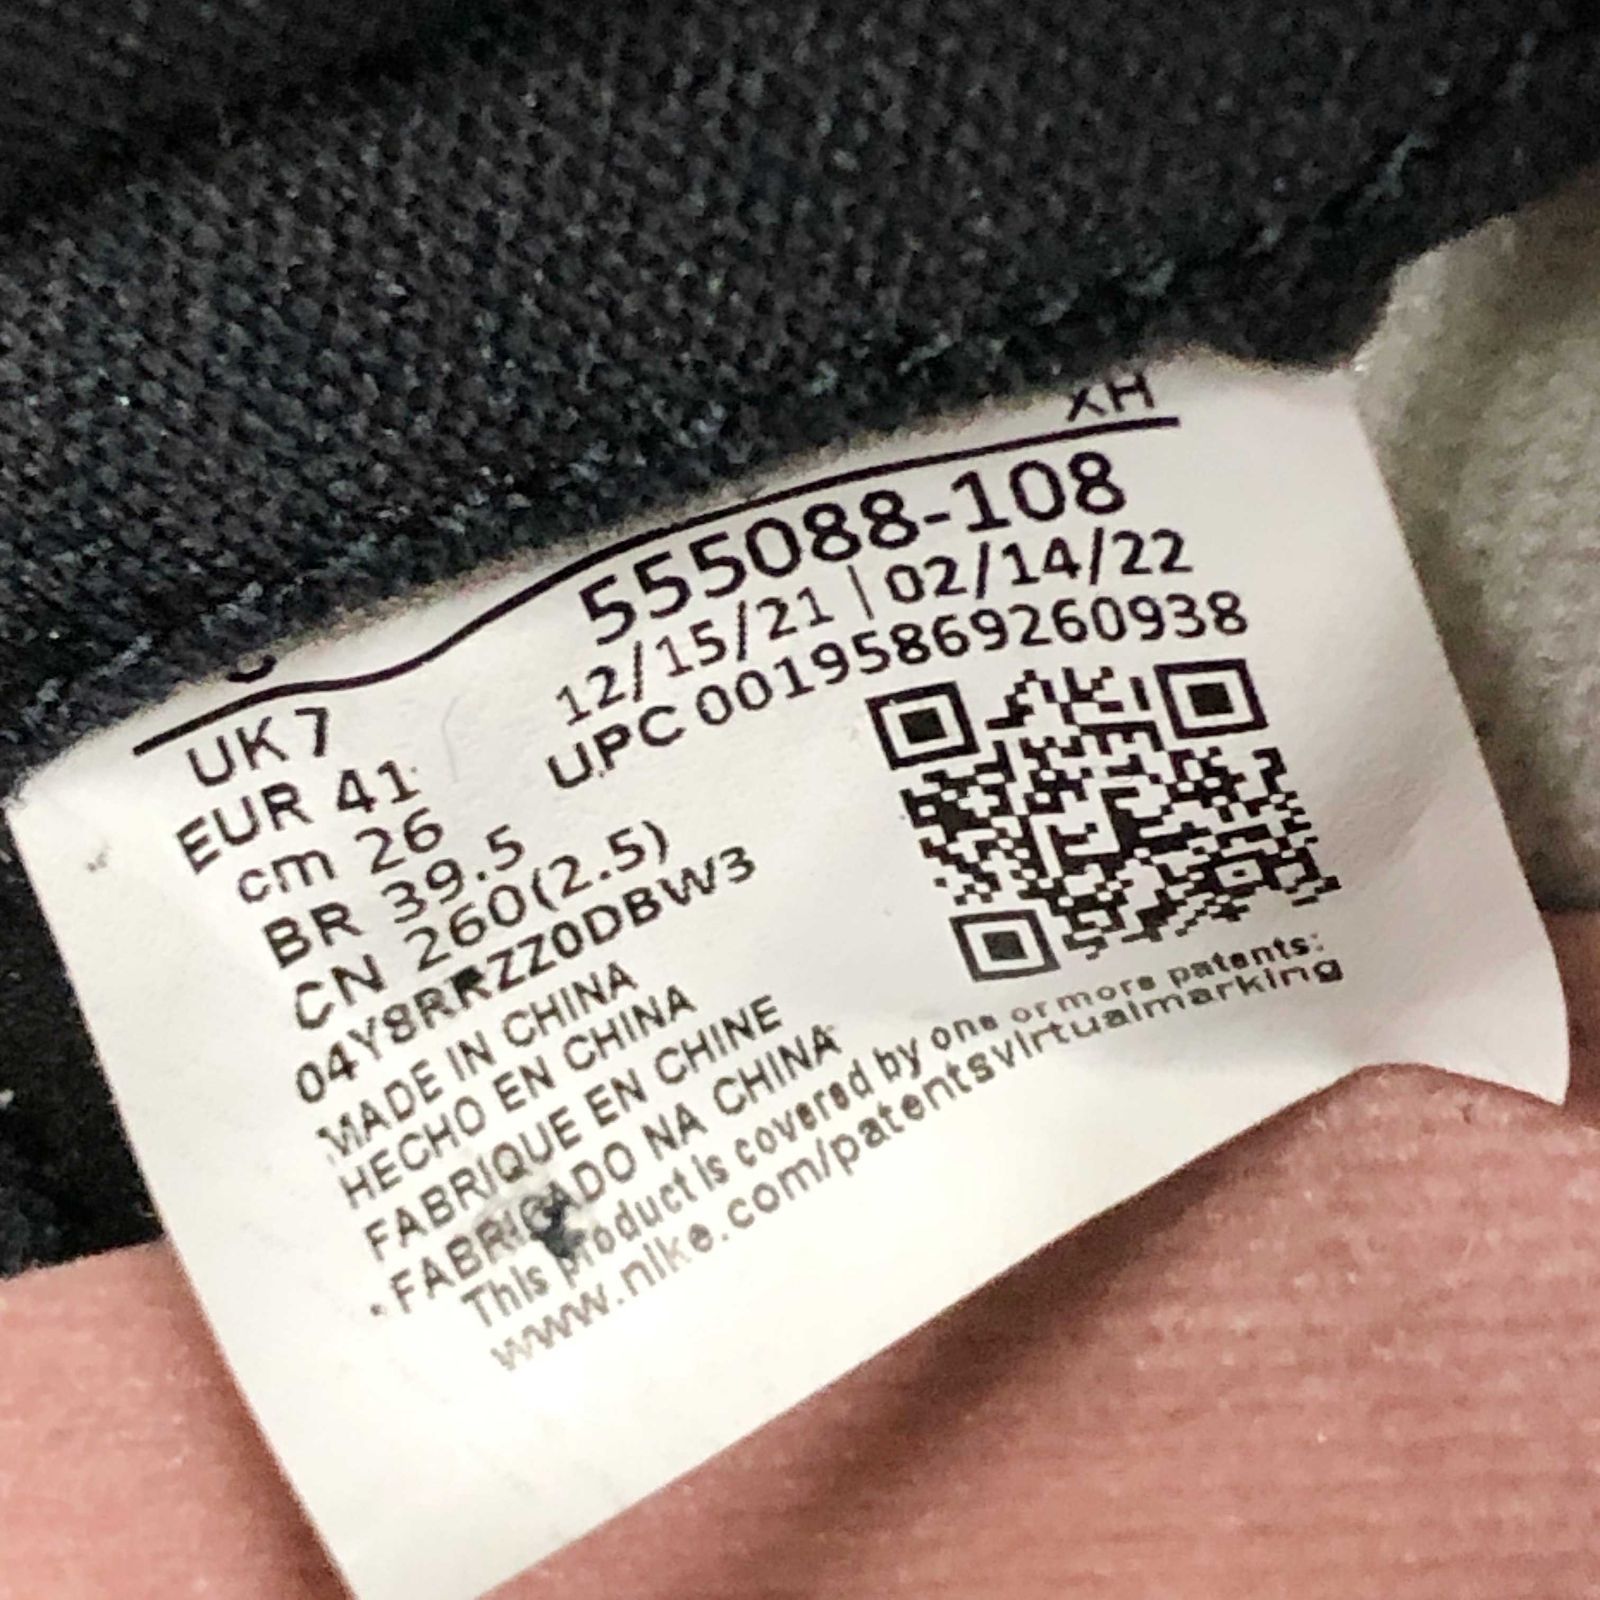 XH
555088-108
12/15/21 | 02/14/22
UPC 00195869260938
UK 7
EUR 41
cm 26
BR 39.5
CN 260(2.5)
04Y8RRZZ0DBW3
MADE IN CHINA
HECHO EN CHINA
FABRIQUE EN CHINE
FABRICADO NA CHINA
This product is covered by one or more patents:
www.nike.com/patentsvirtualmarking